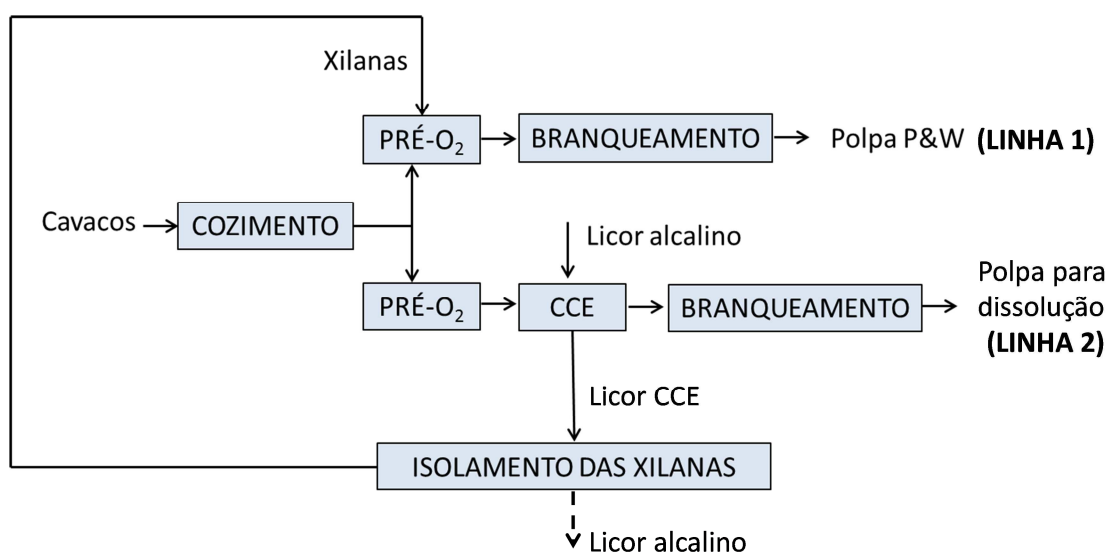 Xilanas
PRÉ-O₂
BRANQUEAMENTO
Polpa P&W (LINHA 1)
Cavacos
COZIMENTO
Licor alcalino
PRÉ-O₂
CCE
BRANQUEAMENTO
Polpa para
dissolução
(LINHA 2)
Licor CCE
ISOLAMENTO DAS XILANAS
Licor alcalino